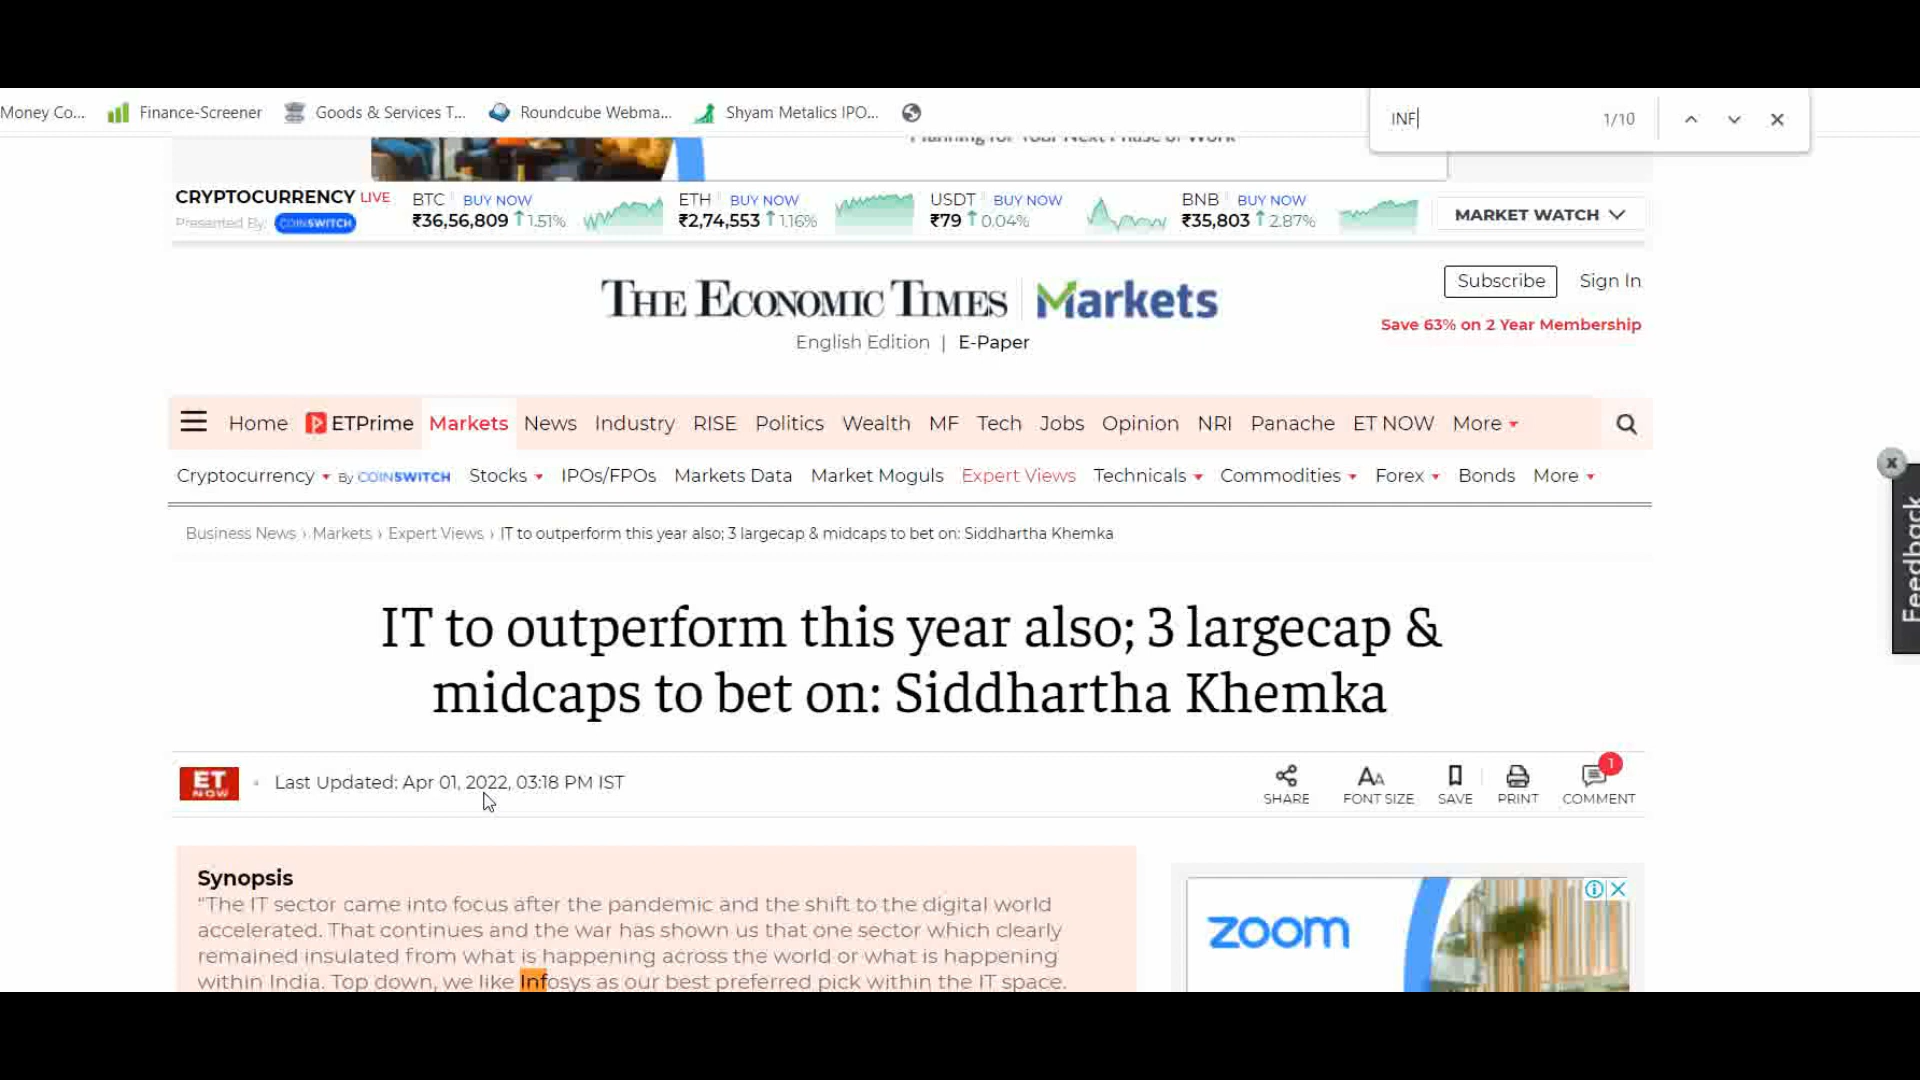 Money Co... Finance-Screener Goods & Services T... Roundcube Webma... Shyam Metalics IPO...
INF 1/10
Planning for Your Next Phase of Work
CRYPTOCURRENCY LIVE BTC BUY NOW ETH BUY NOW USDT BUY NOW BNB BUY NOW
Presented By: COINSWITCH ₹36,56,809 ↑ 1.51% ₹2,74,553 ↑ 1.16% ₹79 ↑ 0.04% ₹35,803 ↑ 2.87% MARKET WATCH
THE ECONOMIC TIMES | Markets
Subscribe Sign In
Save 63% on 2 Year Membership
English Edition | E-Paper
Home ETPrime Markets News Industry RISE Politics Wealth MF Tech Jobs Opinion NRI Panache ET NOW More
Cryptocurrency By COINSWITCH Stocks IPOs/FPOs Markets Data Market Moguls Expert Views Technicals Commodities Forex Bonds More
Feedback
Business News › Markets › Expert Views › IT to outperform this year also; 3 largecap & midcaps to bet on: Siddhartha Khemka
IT to outperform this year also; 3 largecap &
midcaps to bet on: Siddhartha Khemka
ET NOW • Last Updated: Apr 01, 2022, 03:18 PM IST
SHARE FONT SIZE SAVE PRINT COMMENT 1
Synopsis
“The IT sector came into focus after the pandemic and the shift to the digital world
accelerated. That continues and the war has shown us that one sector which clearly
remained insulated from what is happening across the world or what is happening
within India. Top down, we like Infosys as our best preferred pick within the IT space.
zoom